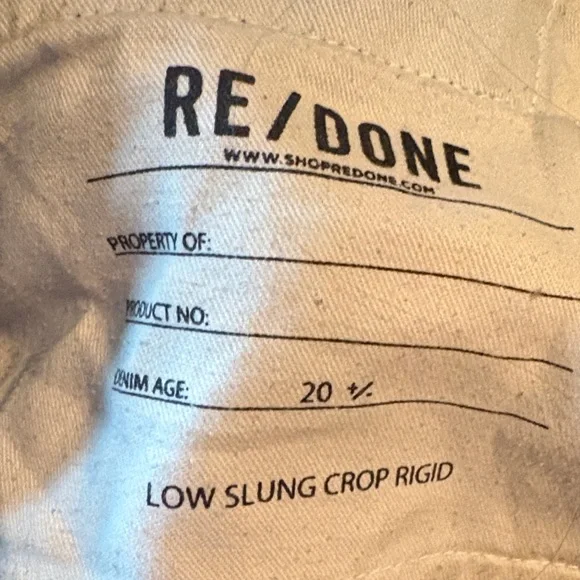 RE/DONE
WWW.SHOPREDONE.COM
PROPERTY OF:
PRODUCT NO:
DENIM AGE: 20 +/-
LOW SLUNG CROP RIGID